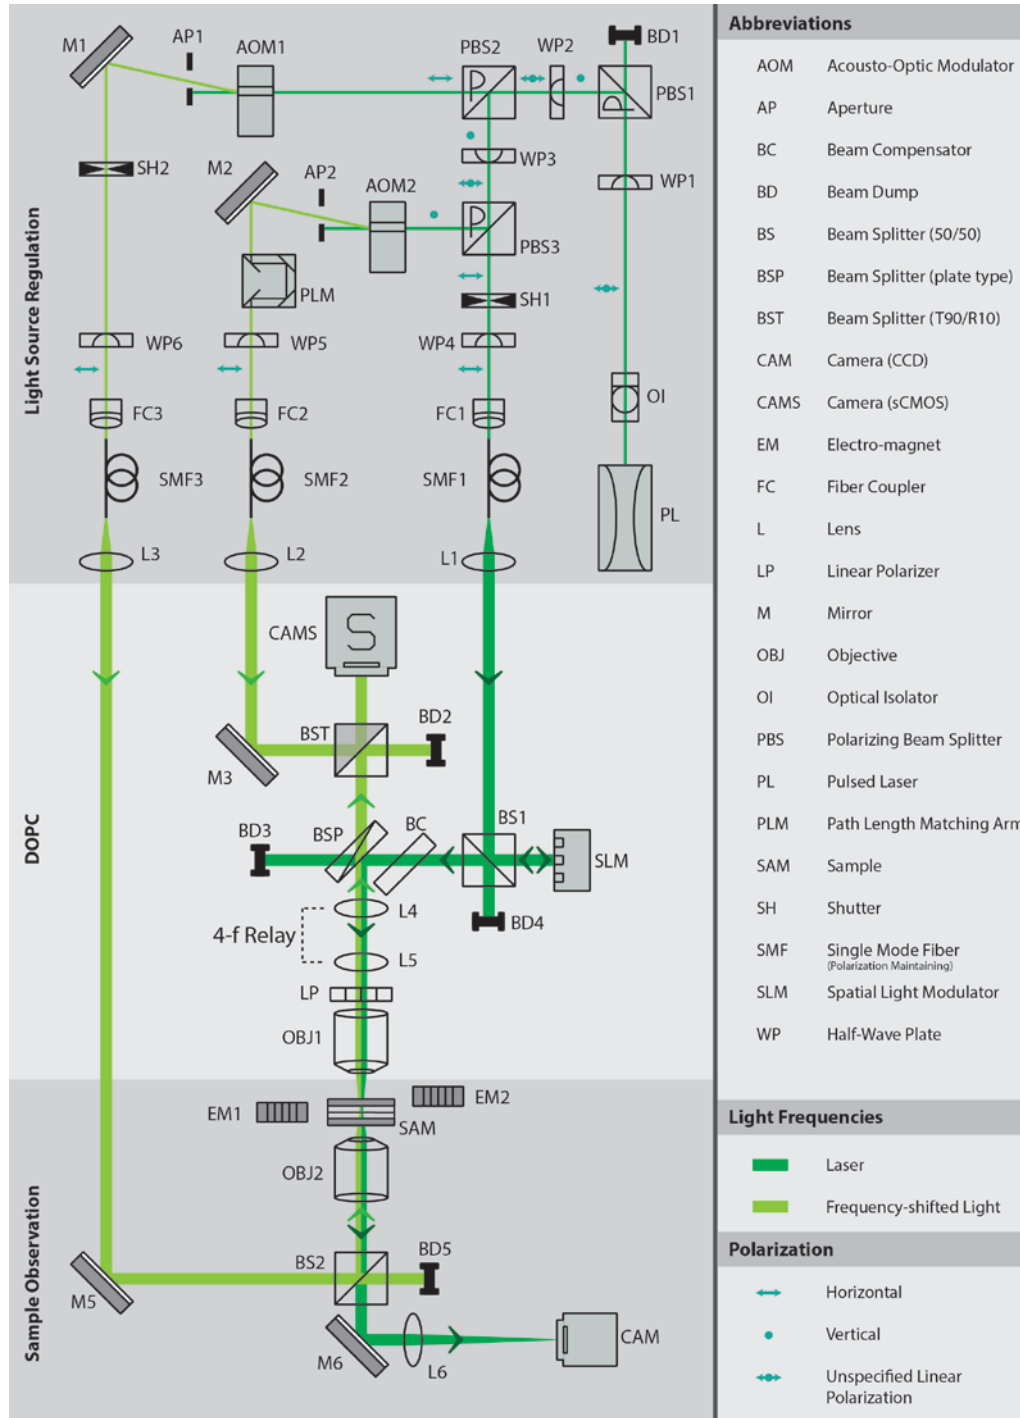 M1
AP1
AOM1
PBS2
WP2
BD1
PBS1
SH2
M2
AP2
AOM2
WP3
WP1
PBS3
PLM
SH1
WP6
WP5
WP4
OI
FC3
FC2
FC1
SMF3
SMF2
SMF1
PL
L3
L2
L1
Light Source Regulation
CAMS
S
BST
BD2
M3
BD3
BSP
BC
BS1
SLM
L4
BD4
4-f Relay
L5
LP
OBJ1
DOPC
EM1
EM2
SAM
OBJ2
BS2
BD5
M5
M6
L6
CAM
Sample Observation
Abbreviations
AOM Acousto-Optic Modulator
AP Aperture
BC Beam Compensator
BD Beam Dump
BS Beam Splitter (50/50)
BSP Beam Splitter (plate type)
BST Beam Splitter (T90/R10)
CAM Camera (CCD)
CAMS Camera (sCMOS)
EM Electro-magnet
FC Fiber Coupler
L Lens
LP Linear Polarizer
M Mirror
OBJ Objective
OI Optical Isolator
PBS Polarizing Beam Splitter
PL Pulsed Laser
PLM Path Length Matching Arm
SAM Sample
SH Shutter
SMF Single Mode Fiber
(Polarization Maintaining)
SLM Spatial Light Modulator
WP Half-Wave Plate
Light Frequencies
Laser
Frequency-shifted Light
Polarization
Horizontal
Vertical
Unspecified Linear
Polarization